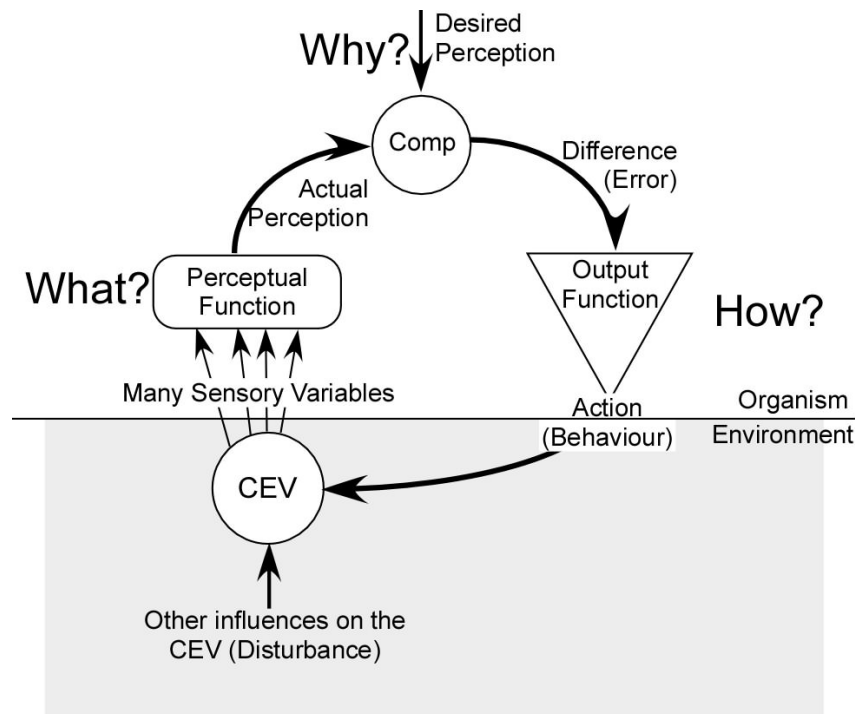 Why?
Desired
Perception
Comp
Difference
(Error)
Actual
Perception
What?
Perceptual
Function
Output
Function
How?
Many Sensory Variables
Action
(Behaviour)
Organism
Environment
CEV
Other influences on the
CEV (Disturbance)